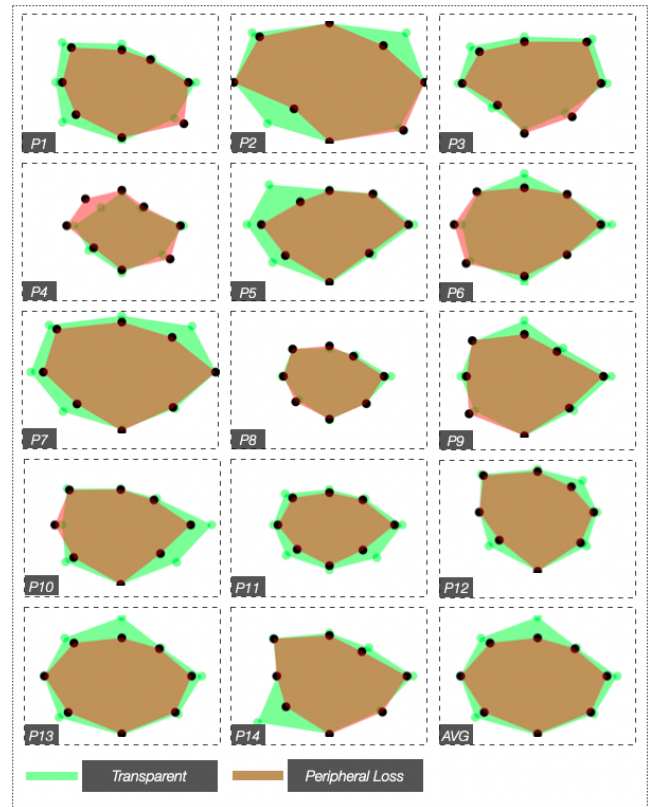 P1
P2
P3
P4
P5
P6
P7
P8
P9
P10
P11
P12
P13
P14
AVG
Transparent
Peripheral Loss